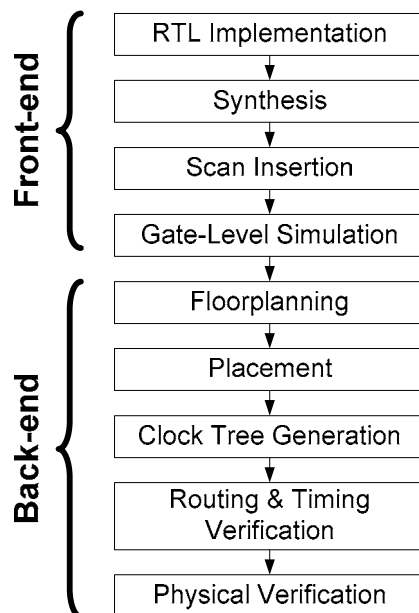 Front-end
RTL Implementation
Synthesis
Scan Insertion
Gate-Level Simulation
Back-end
Floorplanning
Placement
Clock Tree Generation
Routing & Timing
Verification
Physical Verification